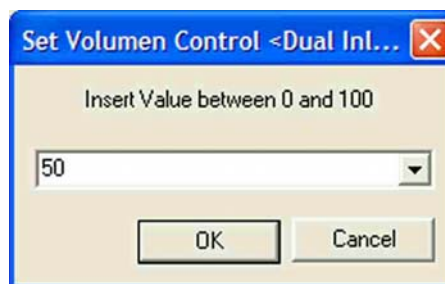 Set Volumen Control <Dual Inl...
Insert Value between 0 and 100
50
OK Cancel